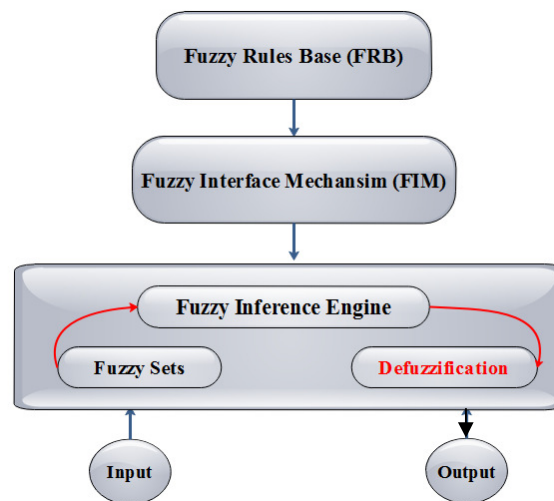 Fuzzy Rules Base (FRB)
Fuzzy Interface Mechansim (FIM)
Fuzzy Inference Engine
Fuzzy Sets
Defuzzification
Input
Output